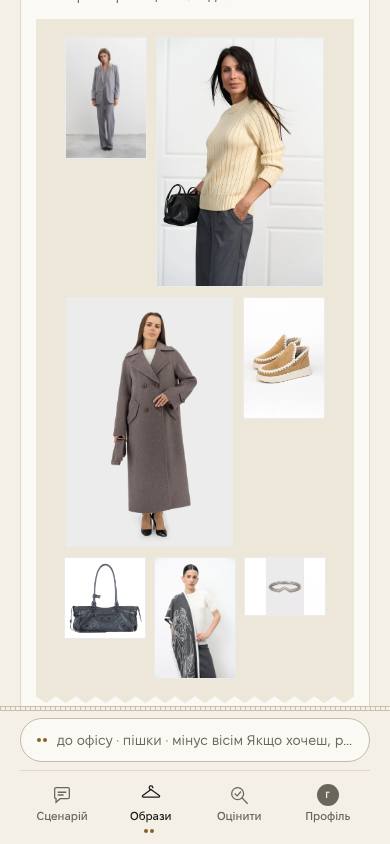 до офісу · пішки · мінус вісім Якщо хочеш, р...
Сценарій
Образи
Оцінити
Г
Профіль